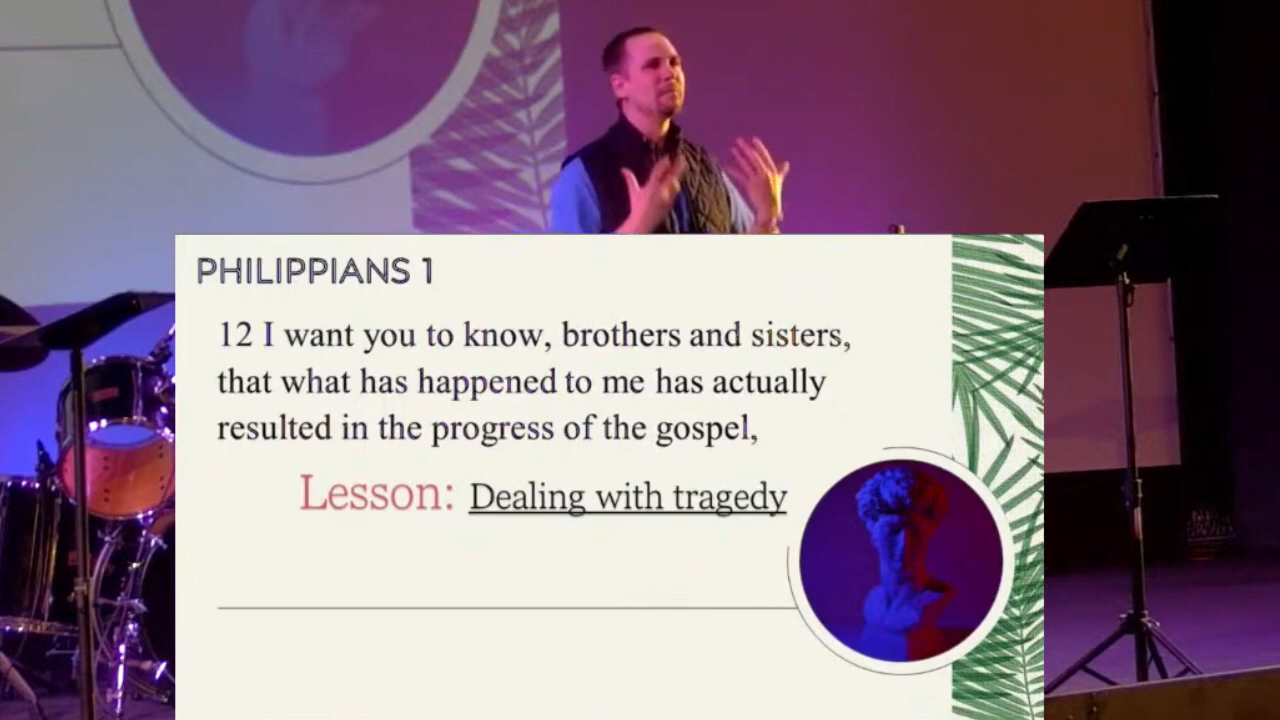 PHILIPPIANS 1
12 I want you to know, brothers and sisters,
that what has happened to me has actually
resulted in the progress of the gospel,
Lesson: Dealing with tragedy